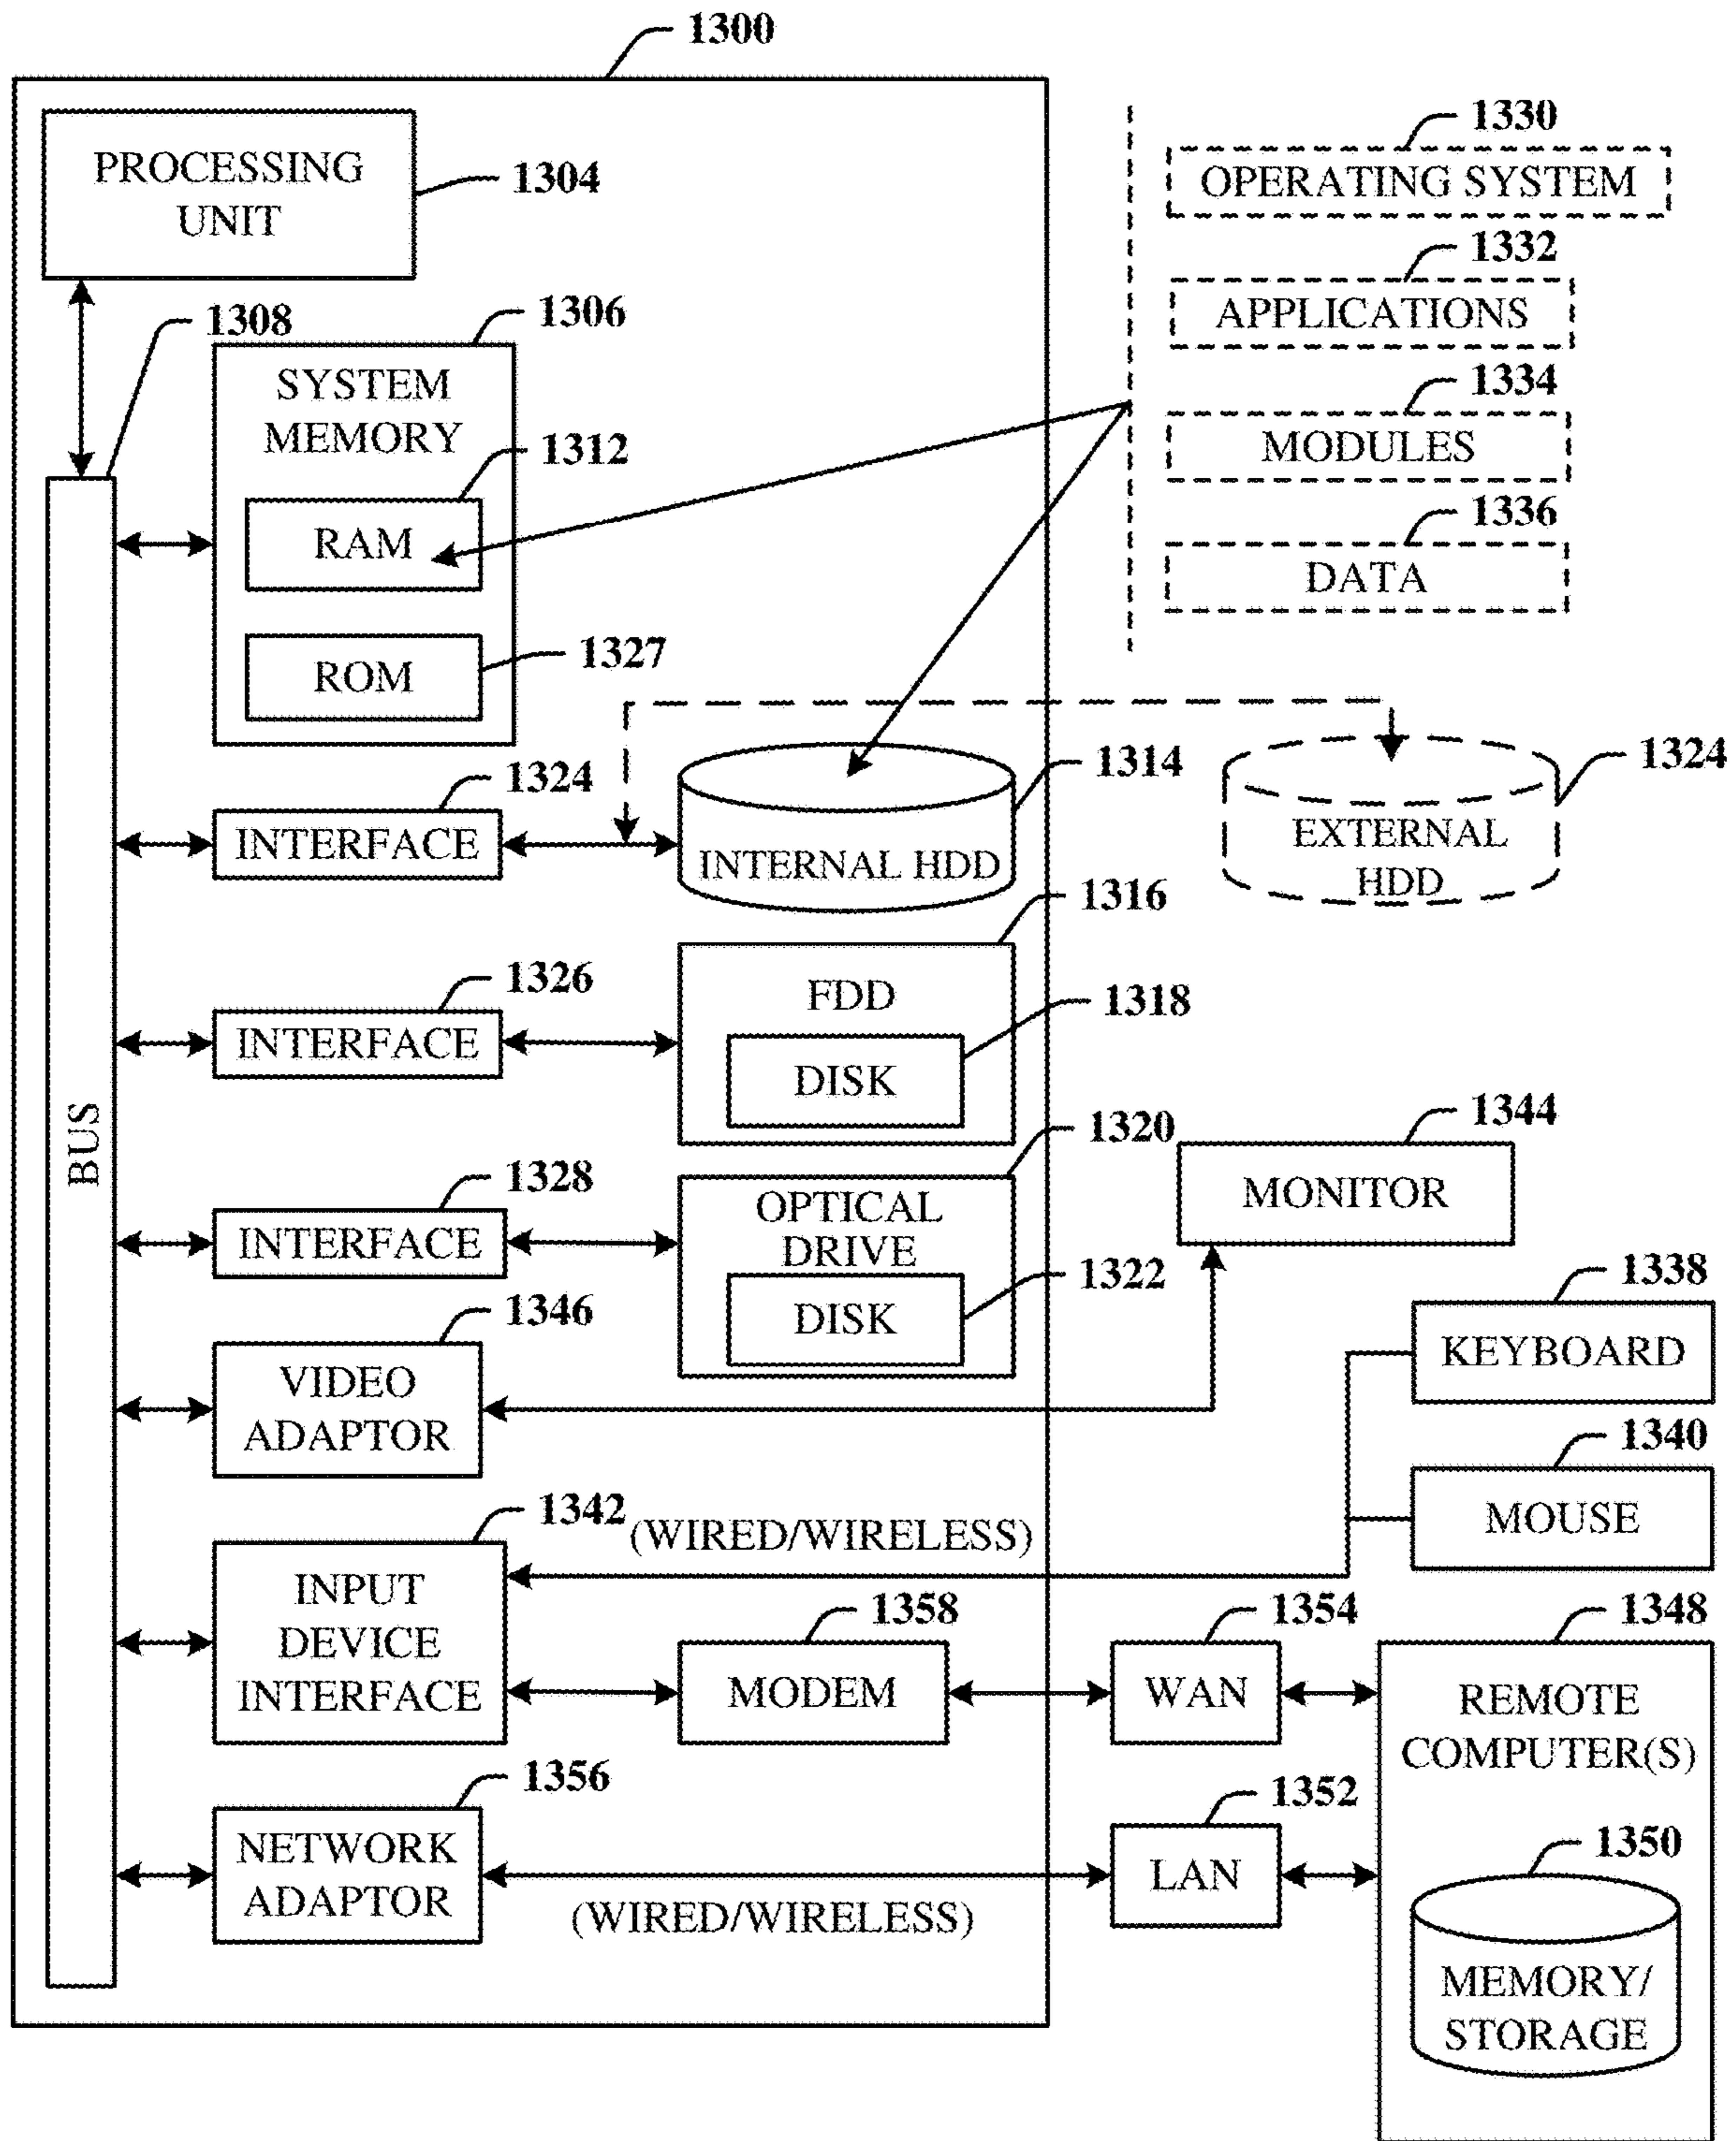 1300
PROCESSING
UNIT
1304
1330
OPERATING SYSTEM
1332
APPLICATIONS
1334
MODULES
1336
DATA
1308
1306
SYSTEM
MEMORY
1312
RAM
ROM
1327
1324
INTERFACE
1314
INTERNAL HDD
1324
EXTERNAL
HDD
1326
INTERFACE
1316
FDD
1318
DISK
BUS
1328
INTERFACE
1320
OPTICAL
DRIVE
1322
DISK
1344
MONITOR
1346
VIDEO
ADAPTOR
1338
KEYBOARD
1340
MOUSE
1342
(WIRED/WIRELESS)
INPUT
DEVICE
INTERFACE
1358
MODEM
1354
WAN
1348
REMOTE
COMPUTER(S)
1356
NETWORK
ADAPTOR
(WIRED/WIRELESS)
1352
LAN
1350
MEMORY/
STORAGE